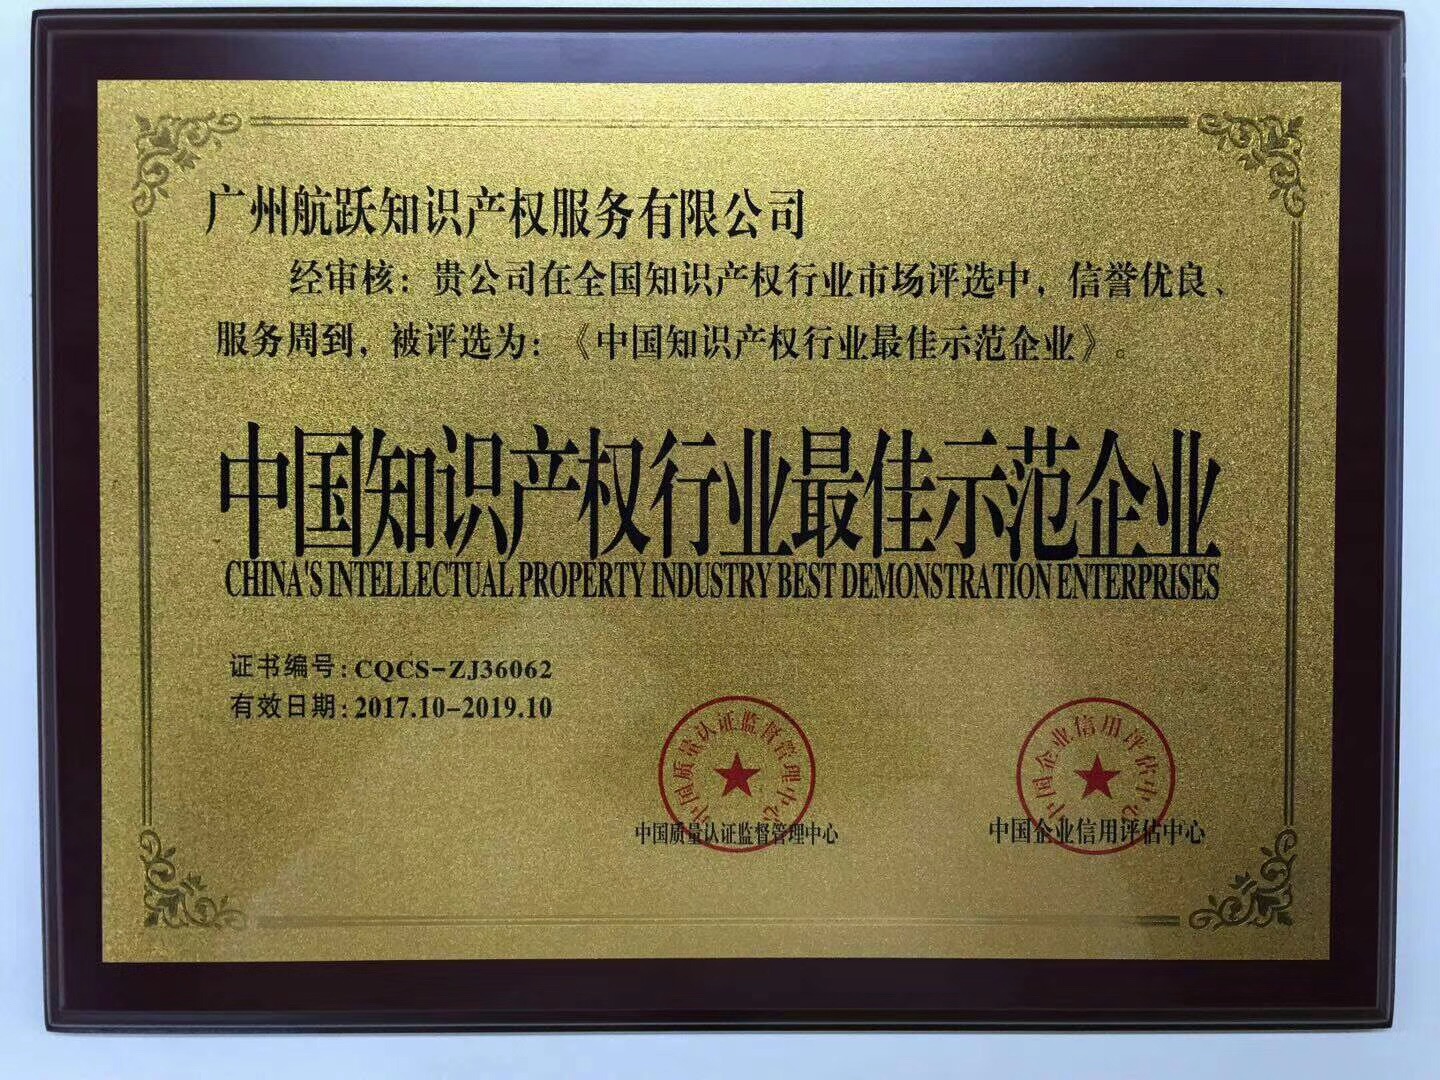 广州航跃知识产权服务有限公司
经审核：贵公司在全国知识产权行业市场评选中，信誉优良、
服务周到，被评选为：《中国知识产权行业最佳示范企业》。
中国知识产权行业最佳示范企业
CHINA'S INTELLECTUAL PROPERTY INDUSTRY BEST DEMONSTRATION ENTERPRISES
证书编号：CQCS-ZJ36062
有效日期：2017.10-2019.10
中国质量认证监督管理中心
中国质量认证监督管理中心
中国企业信用评估中心
中国企业信用评估中心